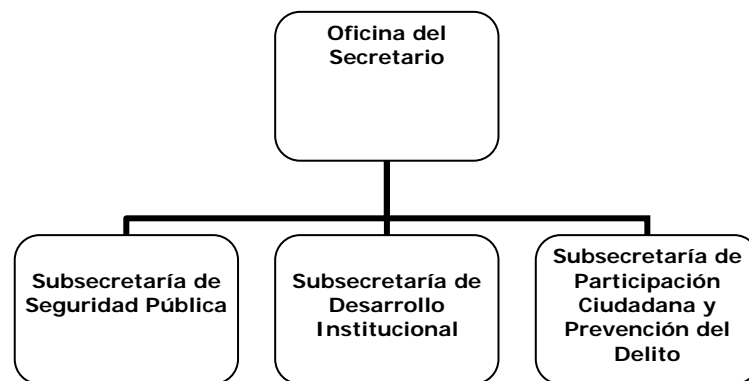 Oficina del
Secretario
Subsecretaría de
Seguridad Pública
Subsecretaría de
Desarrollo
Institucional
Subsecretaría de
Participación
Ciudadana y
Prevención del
Delito